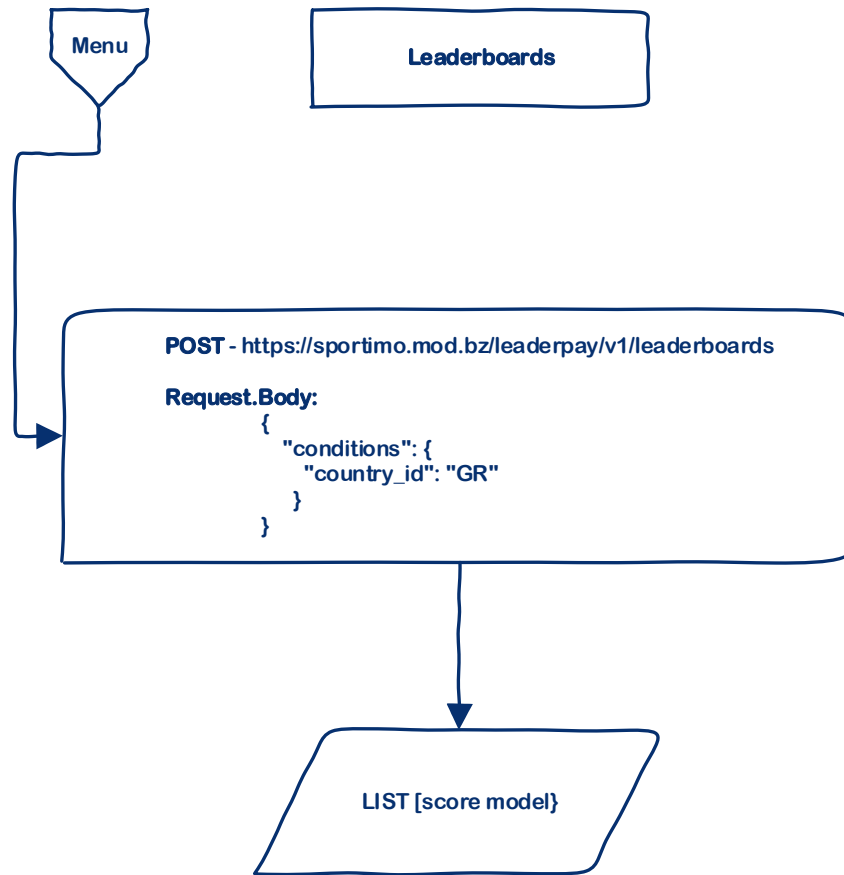 Menu
Leaderboards
POST - https://sportimo.mod.bz/leaderpay/v1/leaderboards
Request.Body:
{
"conditions": {
"country_id": "GR"
}
}
LIST [score model}